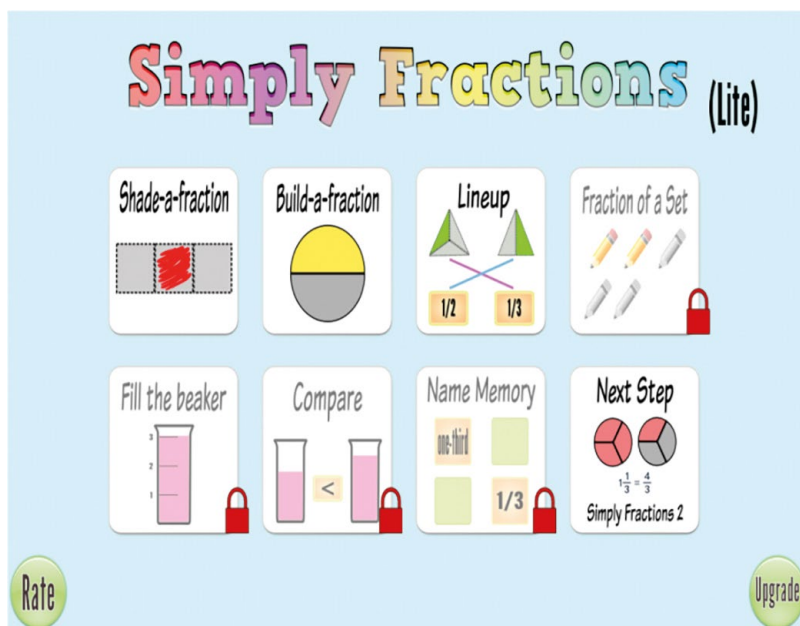 Simply Fractions (Lite)
Shade-a-fraction
Build-a-fraction
Lineup
1/2 1/3
Fraction of a Set
Fill the beaker
3
2
1
Compare
<
Name Memory
one-third
1/3
Next Step
1 1/3 = 4/3
Simply Fractions 2
Rate
Upgrade